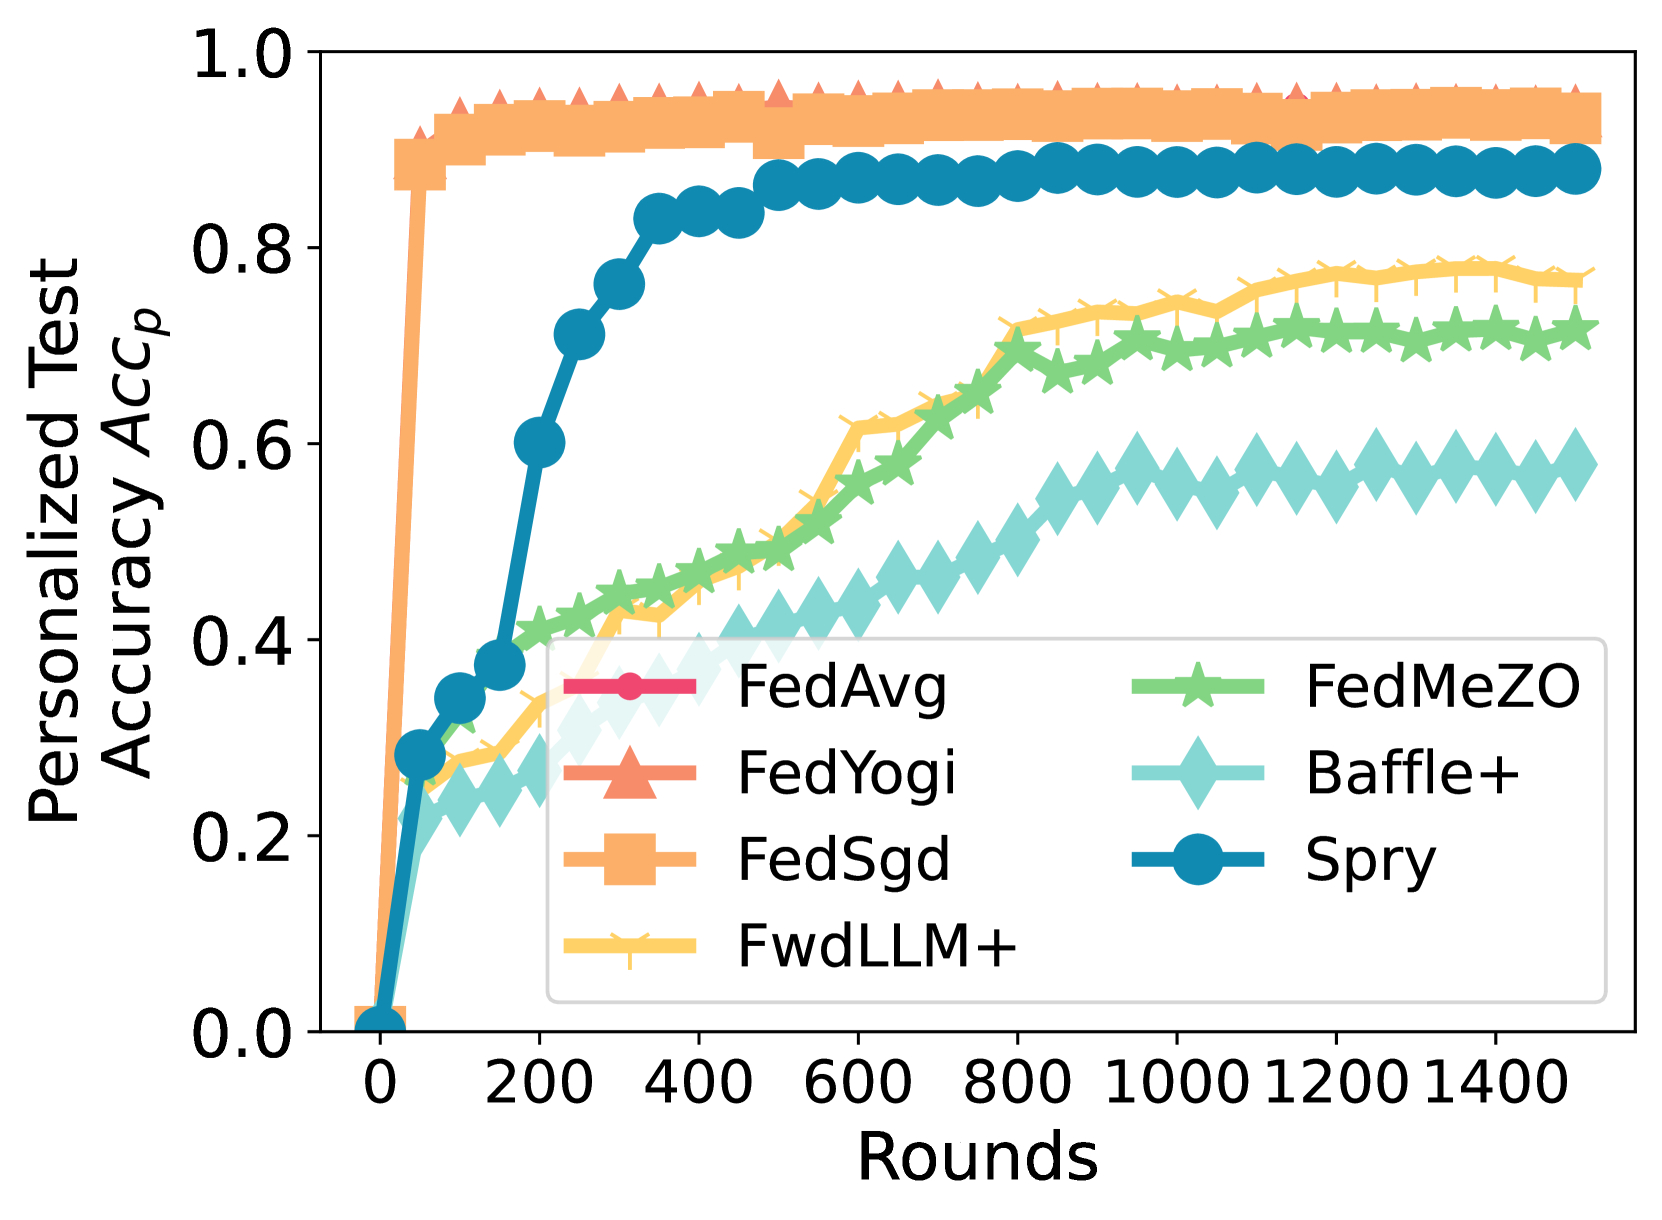 Personalized Test
Accuracy Acc_p
1.0
0.8
0.6
0.4
0.2
0.0
0 200 400 600 800 1000 1200 1400
Rounds
FedAvg
FedYogi
FedSgd
FwdLLM+
FedMeZO
Baffle+
Spry